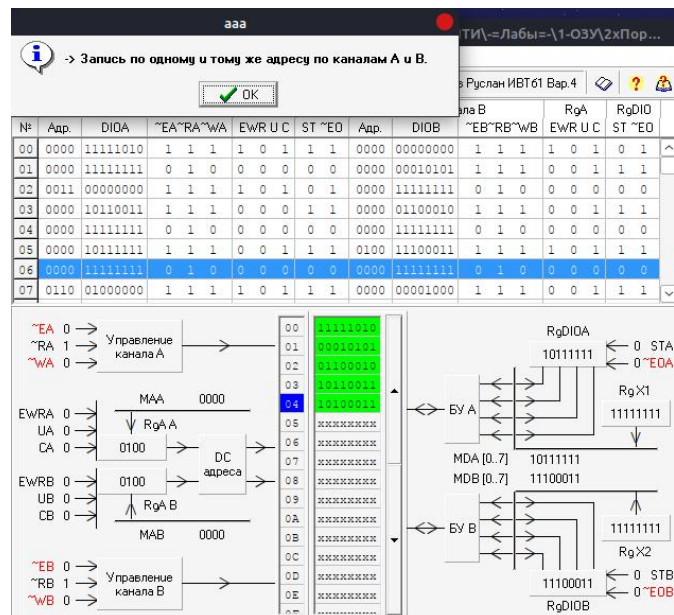 aaa
ТИ\-=Лабы=-\1-ОЗУ\2хПор...
-> Запись по одному и тому же адресу по каналам А и В.
OK
в Руслан ИВТ61 Вар.4
ала B RgA RgDIO
№ Адр. DIOA ~EA~RA~WA EWR U C ST ~EO Адр. DIOB ~EB~RB~WB EWR U C ST ~EO
00 0000 11111010 1 1 1 1 0 1 0 1 0000 00000000 1 1 1 1 0 1 0 1
01 0000 11111111 0 1 0 0 0 0 0 0 0000 00010101 1 1 1 0 0 1 1 1
02 0011 00000000 1 1 1 1 0 1 0 1 0000 11111111 0 1 0 0 0 0 0 0
03 0000 10110011 1 1 1 0 0 0 1 1 0000 01100010 1 1 1 0 0 1 1 1
04 0000 11111111 0 1 0 0 0 0 0 0 0000 11111111 0 1 0 0 0 0 0 0
05 0000 10111111 1 1 1 0 0 1 1 1 0100 11100011 1 1 1 1 0 1 1 1
06 0000 11111111 0 1 0 0 0 0 0 0 0000 11111111 0 1 0 0 0 0 0 0
07 0110 01000000 1 1 1 1 0 1 1 1 0000 00001000 1 1 1 0 0 1 1 1
~EA 0
~RA 1
~WA 0
Управление
канала А
MAA 0000
EWRA 0
UA 0
CA 0
RgA A
0100
DC
адреса
EWRB 0
UB 0
CB 0
0100
RgA B
MAB 0000
~EB 0
~RB 1
~WB 0
Управление
канала B
00 11111010
01 00010101
02 01100010
03 10110011
04 10100011
05 xxxxxxxx
06 xxxxxxxx
07 xxxxxxxx
08 xxxxxxxx
09 xxxxxxxx
0A xxxxxxxx
0B xxxxxxxx
0C xxxxxxxx
0D xxxxxxxx
0E xxxxxxxx
RgDIOA
10111111
0 STA
0 ~EOA
БУ А
RgX1
11111111
MDA [0..7] 10111111
MDB [0..7] 11100011
БУ В
11111111
RgX2
11100011
0 STB
0 ~EOB
RgDIOB